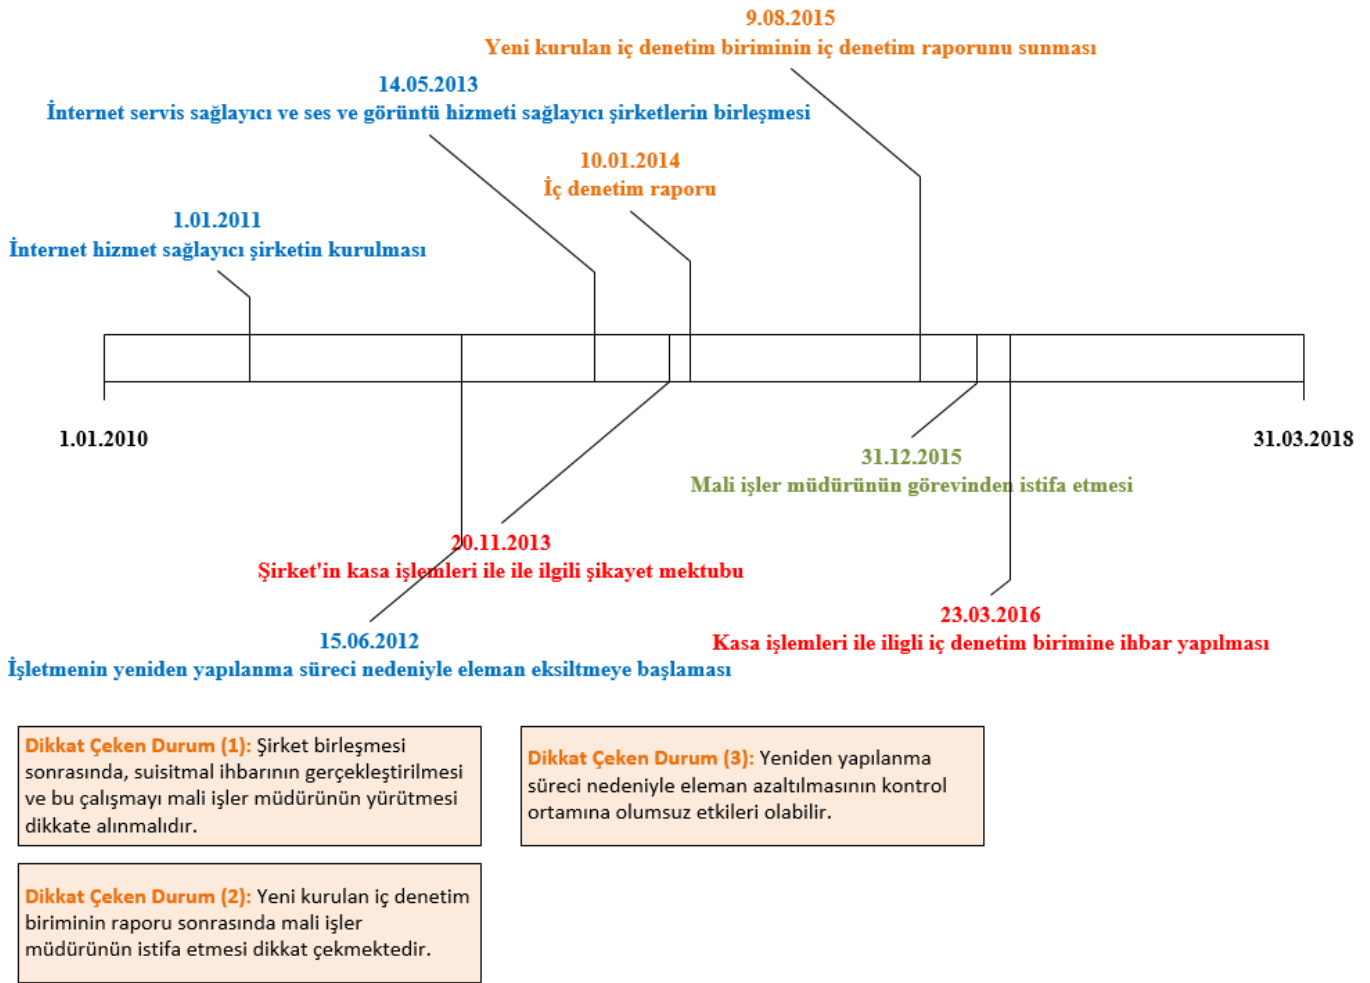 9.08.2015
Yeni kurulan iç denetim biriminin iç denetim raporunu sunması
14.05.2013
İnternet servis sağlayıcı ve ses ve görüntü hizmeti sağlayıcı şirketlerin birleşmesi
10.01.2014
İç denetim raporu
1.01.2011
İnternet hizmet sağlayıcı şirketin kurulması
1.01.2010
31.03.2018
31.12.2015
Mali işler müdürünün görevinden istifa etmesi
20.11.2013
Şirket'in kasa işlemleri ile ile ilgili şikayet mektubu
23.03.2016
Kasa işlemleri ile iligli iç denetim birimine ihbar yapılması
15.06.2012
İşletmenin yeniden yapılanma süreci nedeniyle eleman eksiltmeye başlaması
Dikkat Çeken Durum (1): Şirket birleşmesi
sonrasında, suisitmal ihbarının gerçekleştirilmesi
ve bu çalışmayı mali işler müdürünün yürütmesi
dikkate alınmalıdır.
Dikkat Çeken Durum (3): Yeniden yapılanma
süreci nedeniyle eleman azaltılmasının kontrol
ortamına olumsuz etkileri olabilir.
Dikkat Çeken Durum (2): Yeni kurulan iç denetim
biriminin raporu sonrasında mali işler
müdürünün istifa etmesi dikkat çekmektedir.